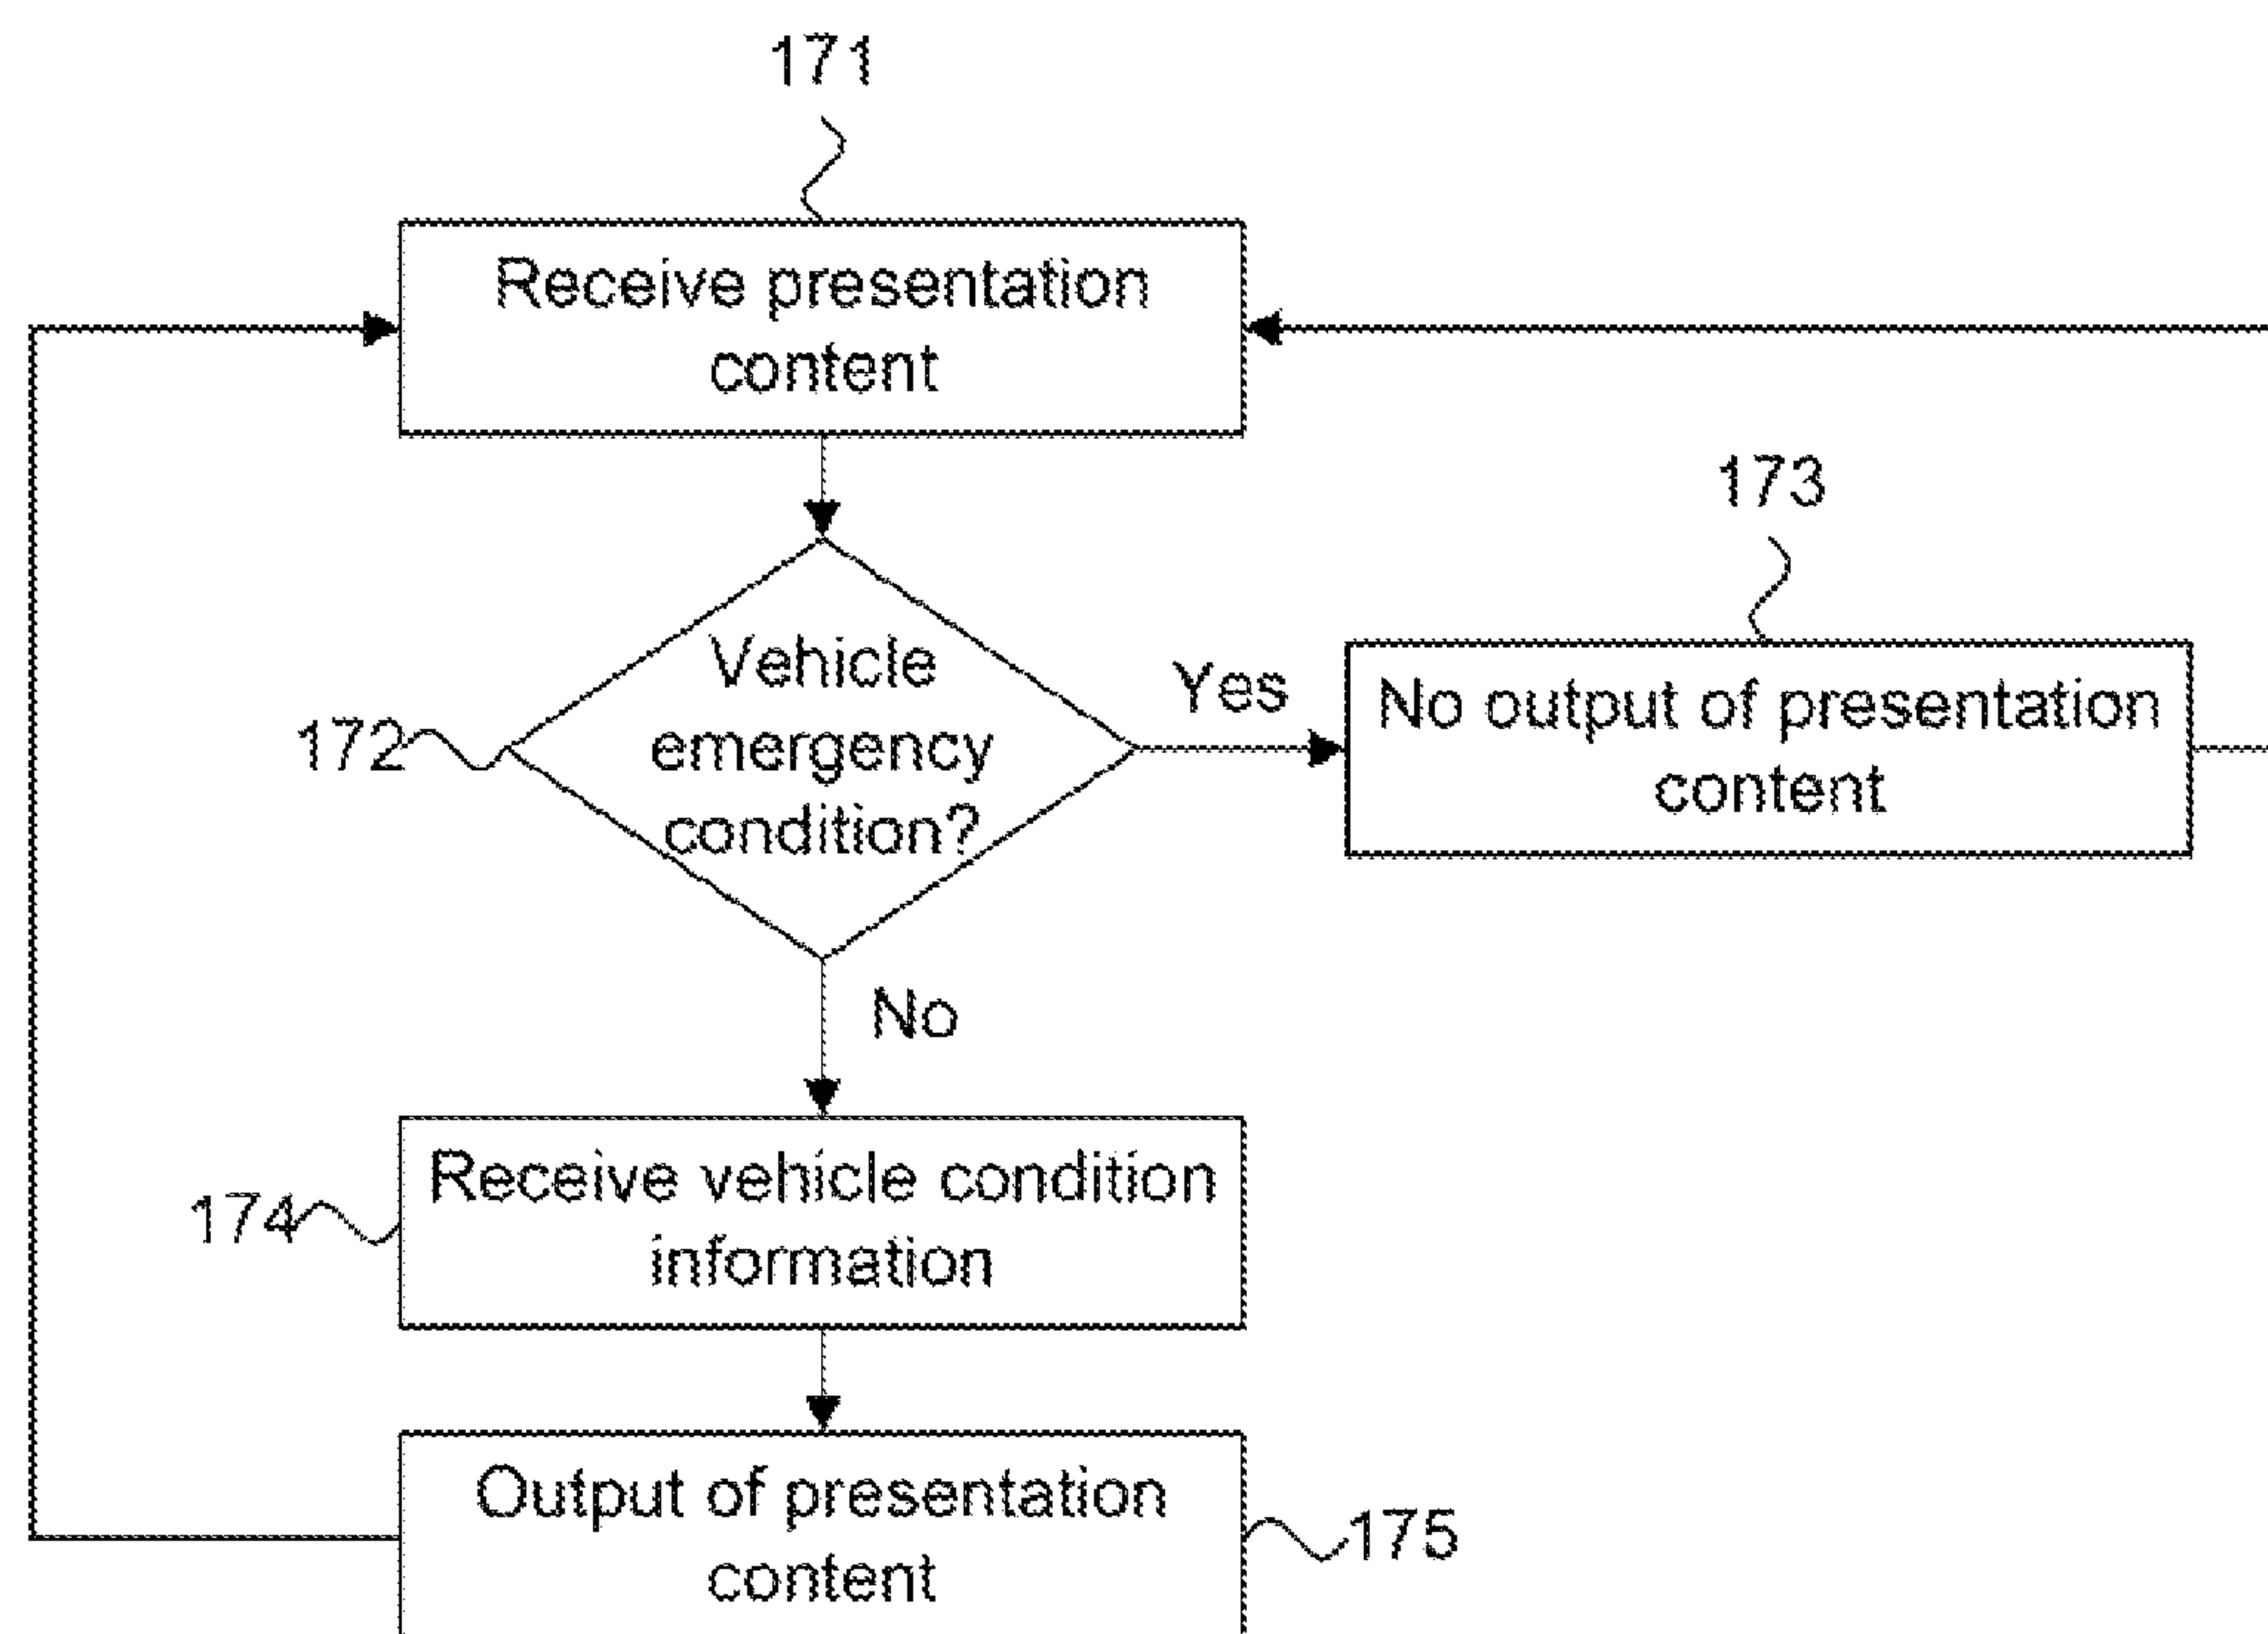 171
Receive presentation
content
173
Vehicle
emergency
condition?
172
Yes
No output of presentation
content
No
Receive vehicle condition
information
174
Output of presentation
content
175